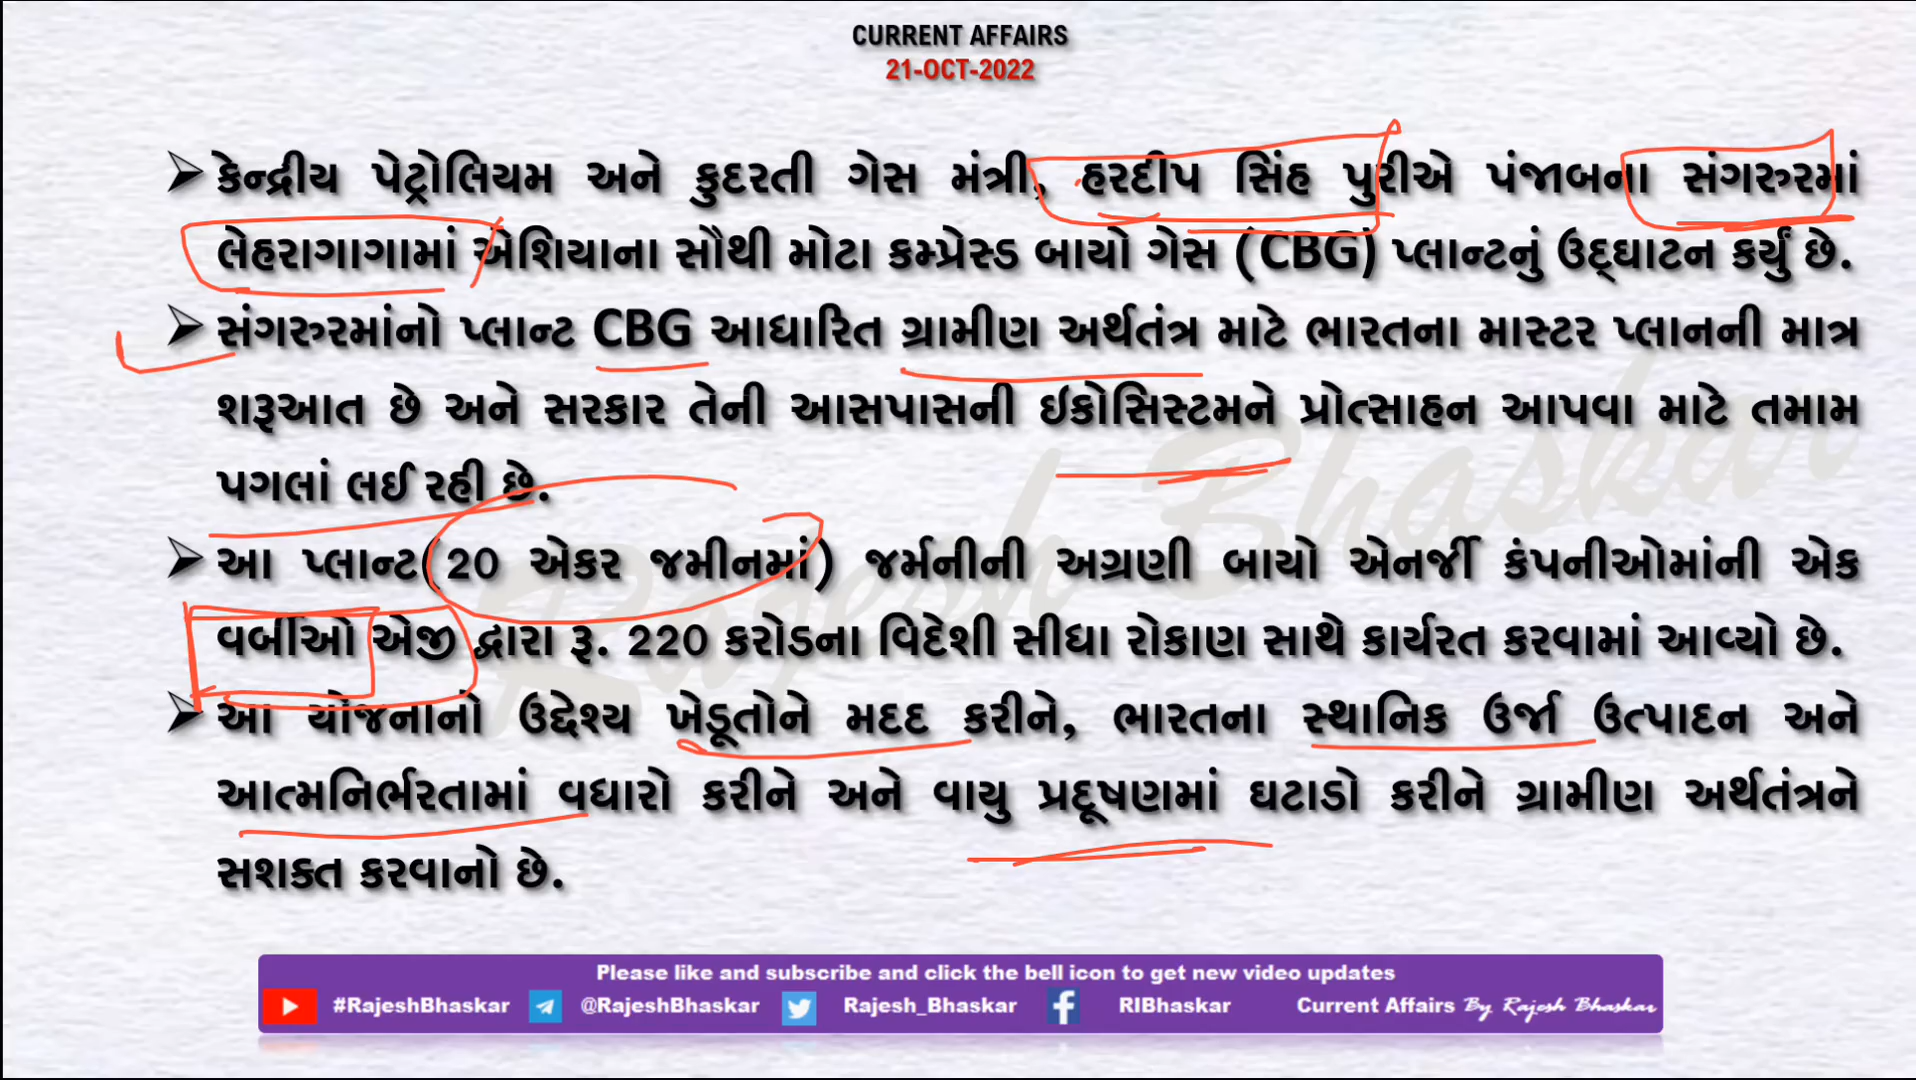 CURRENT AFFAIRS
21-OCT-2022
➢ કેન્દ્રીય પેટ્રોલિયમ અને કુદરતી ગેસ મંત્રી, હરદીપ સિંહ પુરીએ પંજાબના સંગરુરમાં
લેહરાગાગામાં એશિયાના સૌથી મોટા કમ્પ્રેસ્ડ બાયો ગેસ (CBG) પ્લાન્ટનું ઉદ્‌ઘાટન કર્યું છે.
➢ સંગરુરમાંનો પ્લાન્ટ CBG આધારિત ગ્રામીણ અર્થતંત્ર માટે ભારતના માસ્ટર પ્લાનની માત્ર
શરૂઆત છે અને સરકાર તેની આસપાસની ઇકોસિસ્ટમને પ્રોત્સાહન આપવા માટે તમામ
પગલાં લઈ રહી છે.
➢ આ પ્લાન્ટ(20 એકર જમીનમાં) જર્મનીની અગ્રણી બાયો એનર્જી કંપનીઓમાંની એક
વર્બીઓ એજી દ્વારા રૂ. 220 કરોડના વિદેશી સીધા રોકાણ સાથે કાર્યરત કરવામાં આવ્યો છે.
➢ આ યોજનાનો ઉદ્દેશ્ય ખેડૂતોને મદદ કરીને, ભારતના સ્થાનિક ઉર્જા ઉત્પાદન અને
આત્મનિર્ભરતામાં વધારો કરીને અને વાયુ પ્રદૂષણમાં ઘટાડો કરીને ગ્રામીણ અર્થતંત્રને
સશક્ત કરવાનો છે.
Rajesh Bhaskar
Please like and subscribe and click the bell icon to get new video updates
#RajeshBhaskar @RajeshBhaskar Rajesh_Bhaskar RIBhaskar Current Affairs By Rajesh Bhaskar